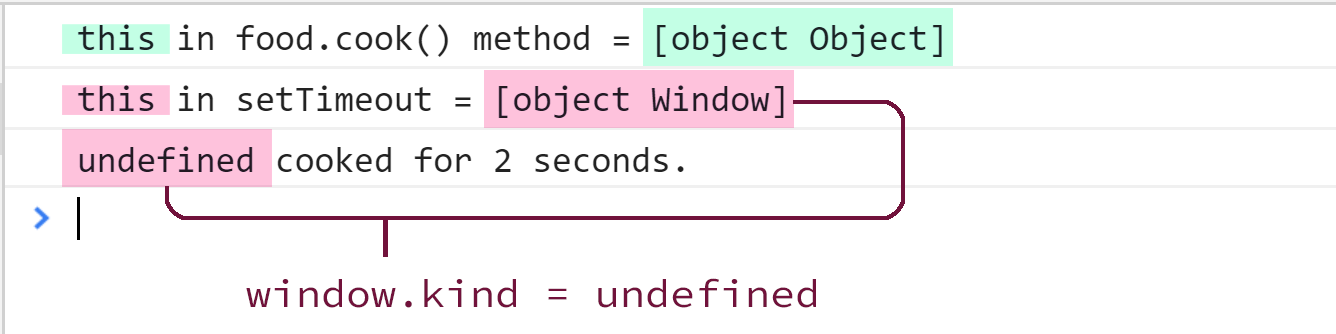 this in food.cook() method = [object Object]
this in setTimeout = [object Window]
undefined cooked for 2 seconds.
>
window.kind = undefined